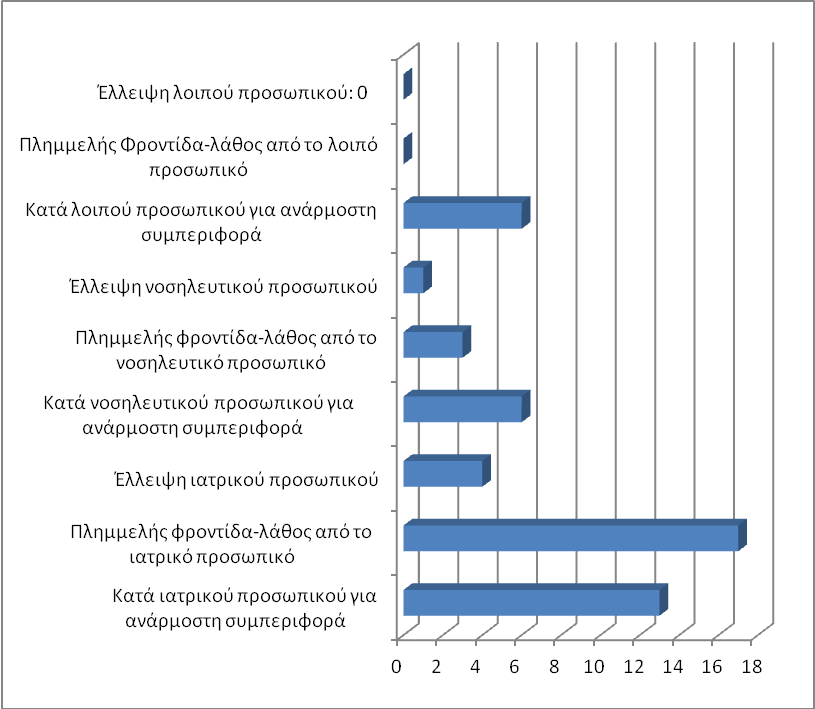 Έλλειψη λοιπού προσωπικού: 0
Πλημμελής Φροντίδα-λάθος από το λοιπό
προσωπικό
Κατά λοιπού προσωπικού για ανάρμοστη
συμπεριφορά
Έλλειψη νοσηλευτικού προσωπικού
Πλημμελής φροντίδα-λάθος από το
νοσηλευτικό προσωπικό
Κατά νοσηλευτικού προσωπικού για
ανάρμοστη συμπεριφορά
Έλλειψη ιατρικού προσωπικού
Πλημμελής φροντίδα-λάθος από το
ιατρικό προσωπικό
Κατά ιατρικού προσωπικού για
ανάρμοστη συμπεριφορά
0 2 4 6 8 10 12 14 16 18